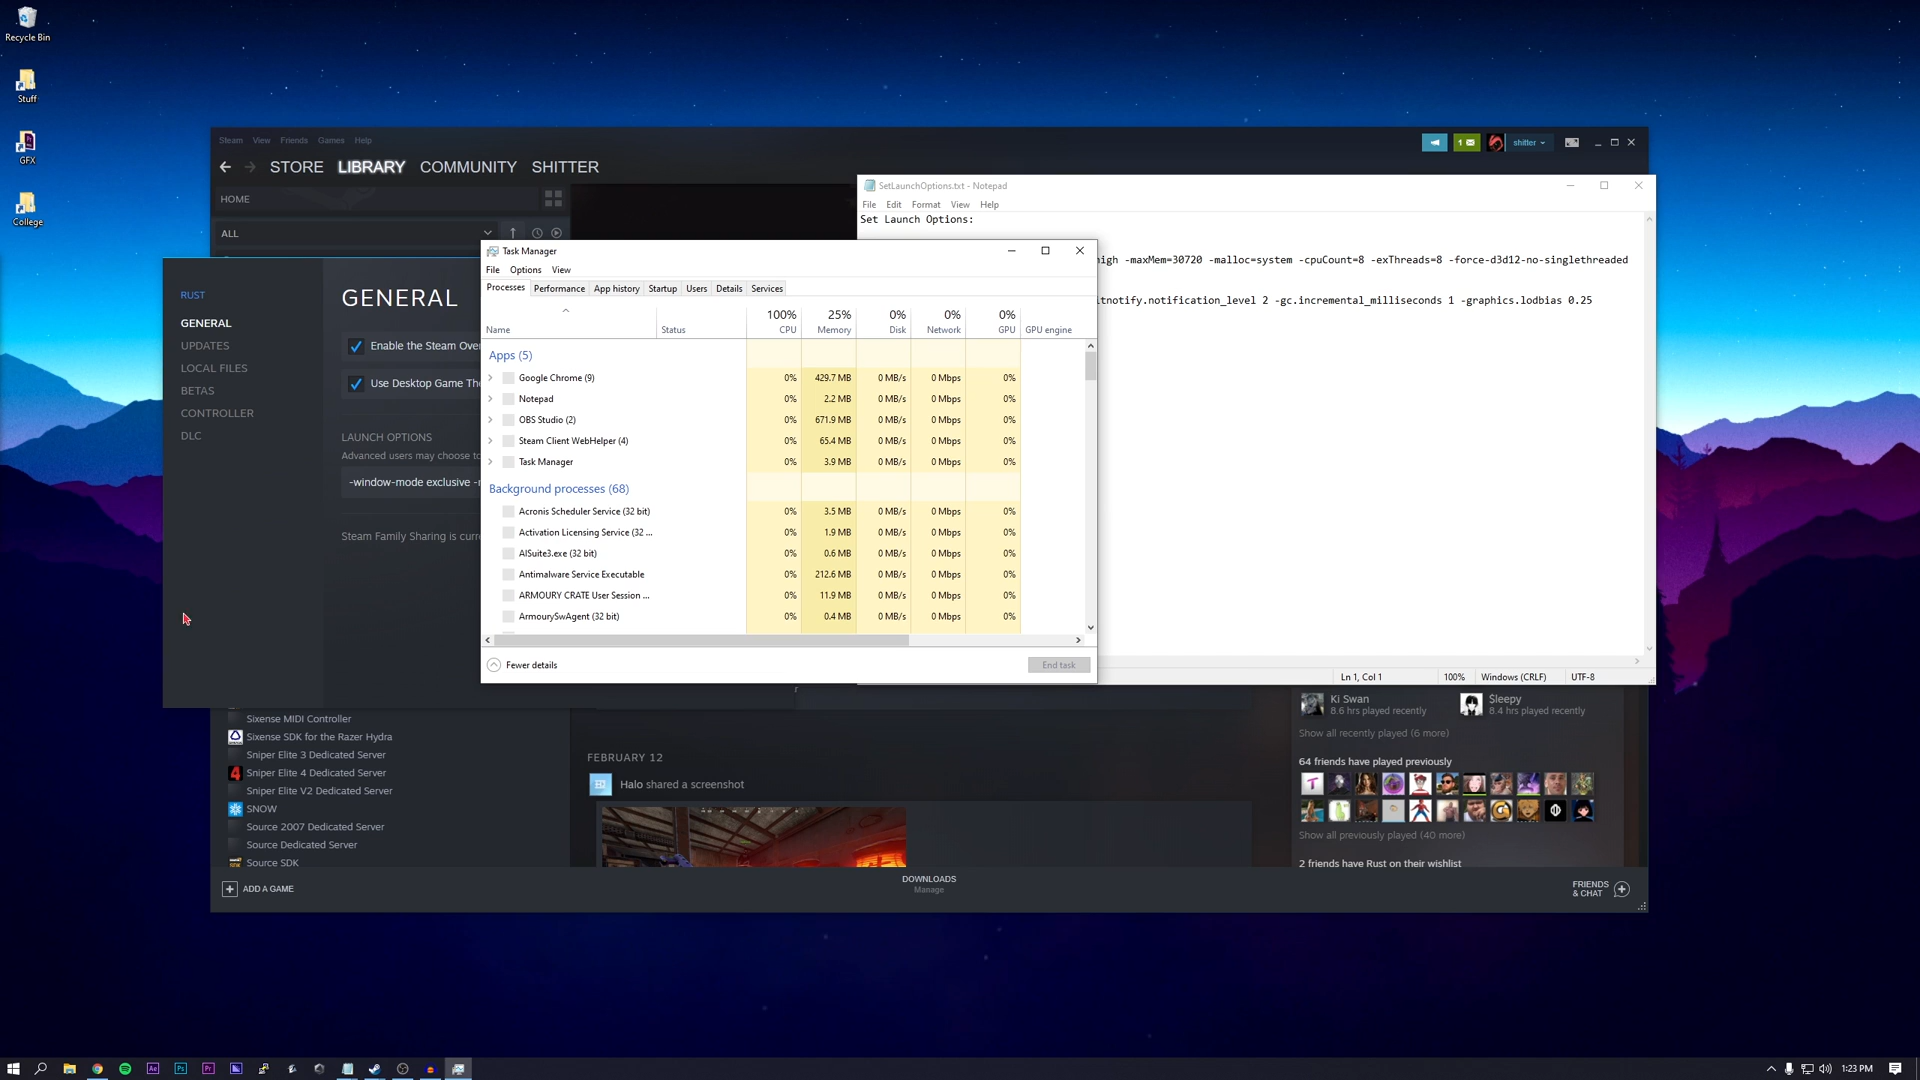 Recycle Bin
Stuff
GFX
College
Steam View Friends Games Help
1
shitter
STORE LIBRARY COMMUNITY SHITTER
HOME
ALL
RUST
GENERAL
UPDATES
LOCAL FILES
BETAS
CONTROLLER
DLC
GENERAL
Enable the Steam Over
Use Desktop Game The
LAUNCH OPTIONS
Advanced users may choose to
-window-mode exclusive -
Steam Family Sharing is curr
SetLaunchOptions.txt - Notepad
File Edit Format View Help
Set Launch Options:
high -maxMem=30720 -malloc=system -cpuCount=8 -exThreads=8 -force-d3d12-no-singlethreaded
itnotify.notification_level 2 -gc.incremental_milliseconds 1 -graphics.lodbias 0.25
Ln 1, Col 1 100% Windows (CRLF) UTF-8
Task Manager
File Options View
Processes Performance App history Startup Users Details Services
100% 25% 0% 0% 0%
Name Status CPU Memory Disk Network GPU GPU engine
Apps (5)
Google Chrome (9) 0% 429.7 MB 0 MB/s 0 Mbps 0%
Notepad 0% 2.2 MB 0 MB/s 0 Mbps 0%
OBS Studio (2) 0% 671.9 MB 0 MB/s 0 Mbps 0%
Steam Client WebHelper (4) 0% 65.4 MB 0 MB/s 0 Mbps 0%
Task Manager 0% 3.9 MB 0 MB/s 0 Mbps 0%
Background processes (68)
Acronis Scheduler Service (32 bit) 0% 3.5 MB 0 MB/s 0 Mbps 0%
Activation Licensing Service (32 ... 0% 1.9 MB 0 MB/s 0 Mbps 0%
AISuite3.exe (32 bit) 0% 0.6 MB 0 MB/s 0 Mbps 0%
Antimalware Service Executable 0% 212.6 MB 0 MB/s 0 Mbps 0%
ARMOURY CRATE User Session ... 0% 11.9 MB 0 MB/s 0 Mbps 0%
ArmourySwAgent (32 bit) 0% 0.4 MB 0 MB/s 0 Mbps 0%
Fewer details
End task
Sixense MIDI Controller
Sixense SDK for the Razer Hydra
Sniper Elite 3 Dedicated Server
Sniper Elite 4 Dedicated Server
Sniper Elite V2 Dedicated Server
SNOW
Source 2007 Dedicated Server
Source Dedicated Server
Source SDK
FEBRUARY 12
Halo shared a screenshot
Ki Swan
8.6 hrs played recently
$leepy
8.4 hrs played recently
Show all recently played (6 more)
64 friends have played previously
Show all previously played (40 more)
2 friends have Rust on their wishlist
ADD A GAME
DOWNLOADS
Manage
FRIENDS
& CHAT
Ae Ps Pr
1:23 PM